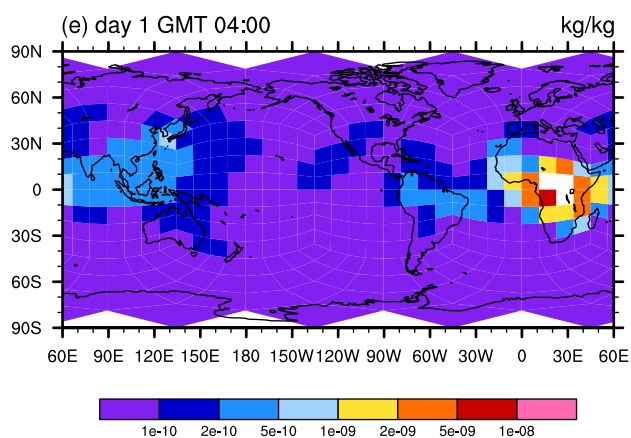 (e) day 1 GMT 04:00 kg/kg
90N
60N
30N
0
30S
60S
90S
60E 90E 120E 150E 180 150W 120W 90W 60W 30W 0 30E 60E
1e-10 2e-10 5e-10 1e-09 2e-09 5e-09 1e-08